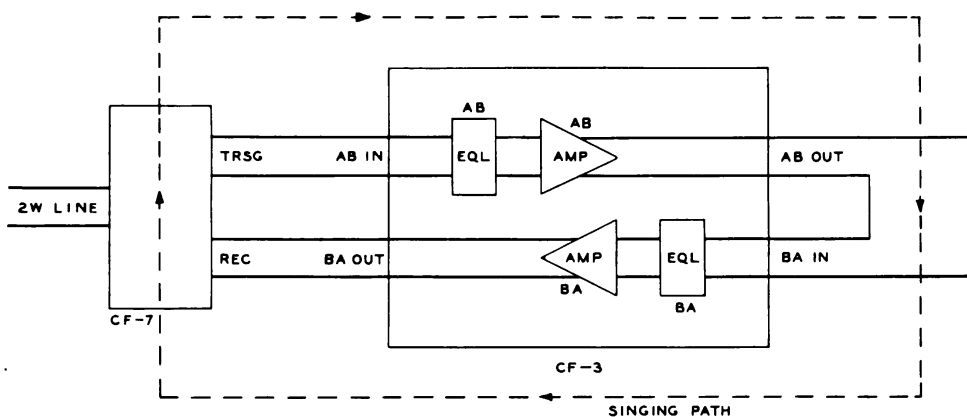 AB
AB
TRSG
AB IN
EQL
AMP
AB OUT
2W LINE
REC
BA OUT
AMP
EQL
BA IN
BA
BA
CF-7
CF-3
SINGING PATH